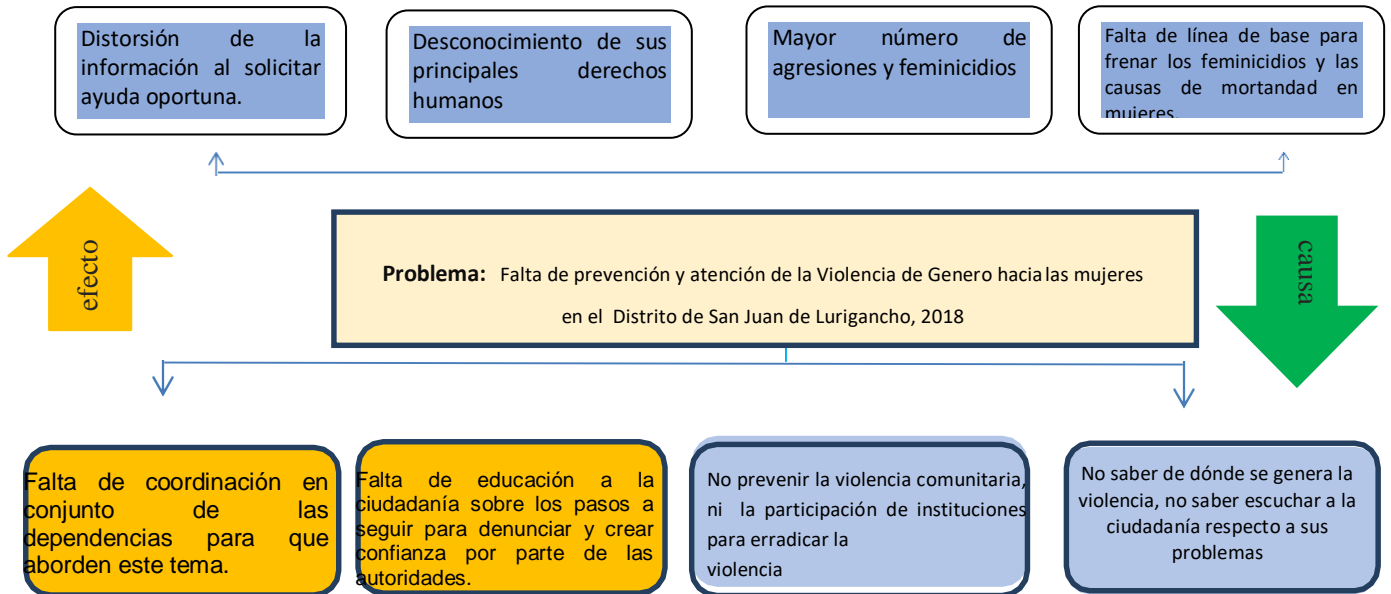 Distorsión de la
información al solicitar
ayuda oportuna.
Desconocimiento de sus
principales derechos
humanos
Mayor número de
agresiones y feminicidios
Falta de línea de base para
frenar los feminicidios y las
causas de mortandad en
mujeres.
efecto
Problema: Falta de prevención y atención de la Violencia de Genero hacia las mujeres
en el Distrito de San Juan de Lurigancho, 2018
causa
Falta de coordinación en
conjunto de las
dependencias para que
aborden este tema.
Falta de educación a la
ciudadanía sobre los pasos a
seguir para denunciar y crear
confianza por parte de las
autoridades.
No prevenir la violencia comunitaria,
ni la participación de instituciones
para erradicar la
violencia
No saber de dónde se genera la
violencia, no saber escuchar a la
ciudadanía respecto a sus
problemas